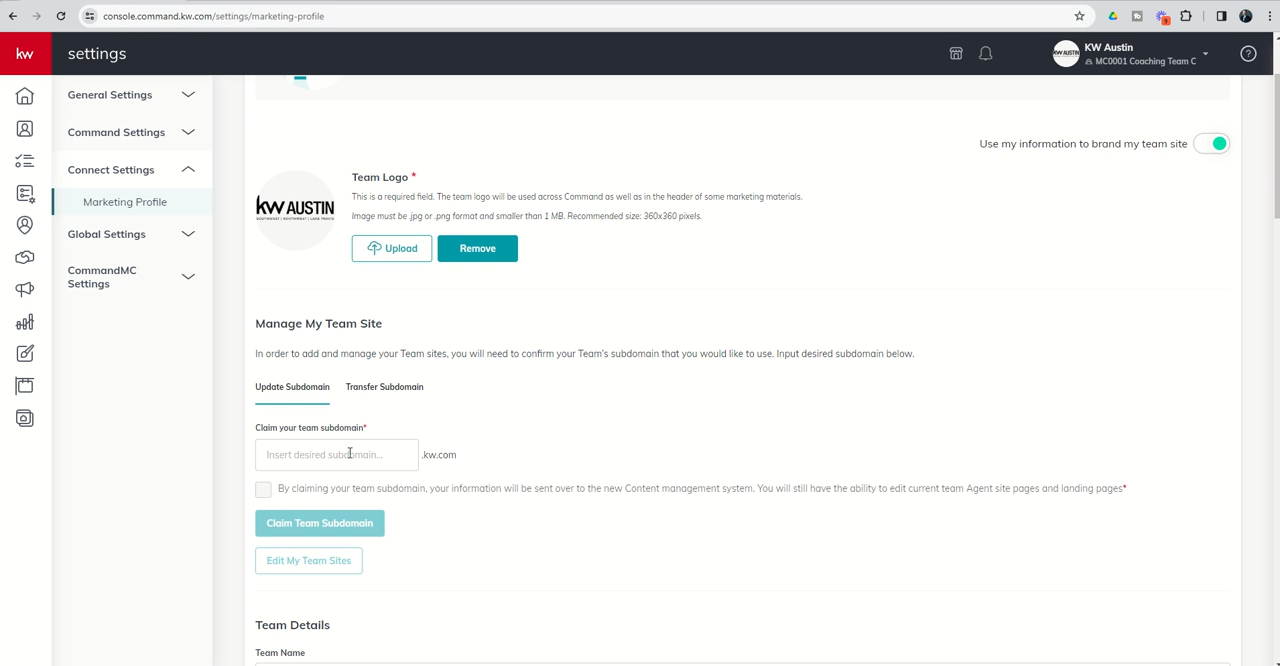 console.command.kw.com/settings/marketing-profile
9
kw
settings
KW AUSTIN
KW Austin
MC0001 Coaching Team C
?
General Settings
Command Settings
Connect Settings
Marketing Profile
Global Settings
CommandMC
Settings
Use my information to brand my team site
kw AUSTIN
SOUTHWEST | NORTHWEST | LAKE TRAVIS
Team Logo *
This is a required field. The team logo will be used across Command as well as in the header of some marketing materials.
Image must be .jpg or .png format and smaller than 1 MB. Recommended size: 360x360 pixels.
Upload
Remove
Manage My Team Site
In order to add and manage your Team sites, you will need to confirm your Team's subdomain that you would like to use. Input desired subdomain below.
Update Subdomain
Transfer Subdomain
Claim your team subdomain*
Insert desired subdomain...
.kw.com
By claiming your team subdomain, your information will be sent over to the new Content management system. You will still have the ability to edit current team Agent site pages and landing pages*
Claim Team Subdomain
Edit My Team Sites
Team Details
Team Name